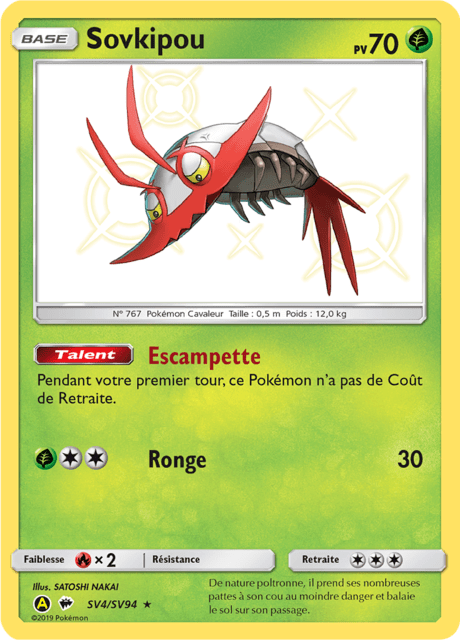 BASE Sovkipou PV 70
N° 767 Pokémon Cavaleur Taille : 0,5 m Poids : 12,0 kg
Talent Escampette
Pendant votre premier tour, ce Pokémon n'a pas de Coût
de Retraite.
Ronge 30
Faiblesse × 2 Résistance Retraite
Illus. SATOSHI NAKAI
A SV4/SV94 ★
©2019 Pokémon
De nature poltronne, il prend ses nombreuses
pattes à son cou au moindre danger et balaie
le sol sur son passage.